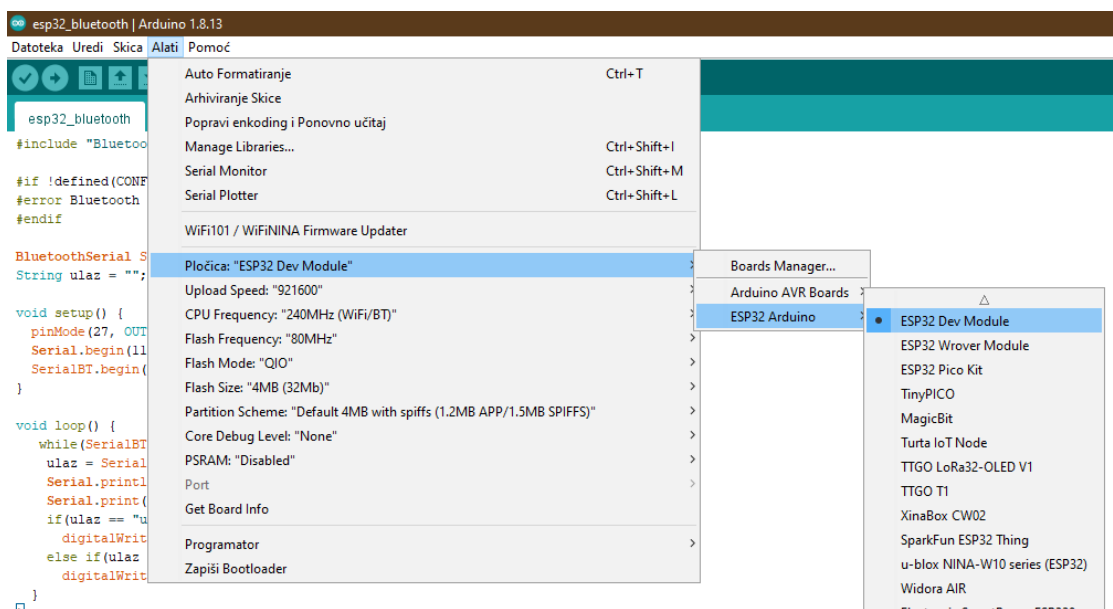 esp32_bluetooth | Arduino 1.8.13
Datoteka Uredi Skica Alati Pomoć
esp32_bluetooth
#include "Bluetoo
#if !defined(CONF
#error Bluetooth
#endif
BluetoothSerial S
String ulaz = "";
void setup() {
pinMode(27, OUT
Serial.begin(11
SerialBT.begin(
}
void loop() {
while(SerialBT
ulaz = Serial
Serial.printl
Serial.print(
if(ulaz == "u
digitalWrit
else if(ulaz
digitalWrit
}
Auto Formatiranje Ctrl+T
Arhiviranje Skice
Popravi enkoding i Ponovno učitaj
Manage Libraries... Ctrl+Shift+I
Serial Monitor Ctrl+Shift+M
Serial Plotter Ctrl+Shift+L
WiFi101 / WiFiNINA Firmware Updater
Pločica: "ESP32 Dev Module"
Upload Speed: "921600"
CPU Frequency: "240MHz (WiFi/BT)"
Flash Frequency: "80MHz"
Flash Mode: "QIO"
Flash Size: "4MB (32Mb)"
Partition Scheme: "Default 4MB with spiffs (1.2MB APP/1.5MB SPIFFS)"
Core Debug Level: "None"
PSRAM: "Disabled"
Port
Get Board Info
Programator
Zapiši Bootloader
Boards Manager...
Arduino AVR Boards
ESP32 Arduino
ESP32 Dev Module
ESP32 Wrover Module
ESP32 Pico Kit
TinyPICO
MagicBit
Turta IoT Node
TTGO LoRa32-OLED V1
TTGO T1
XinaBox CW02
SparkFun ESP32 Thing
u-blox NINA-W10 series (ESP32)
Widora AIR